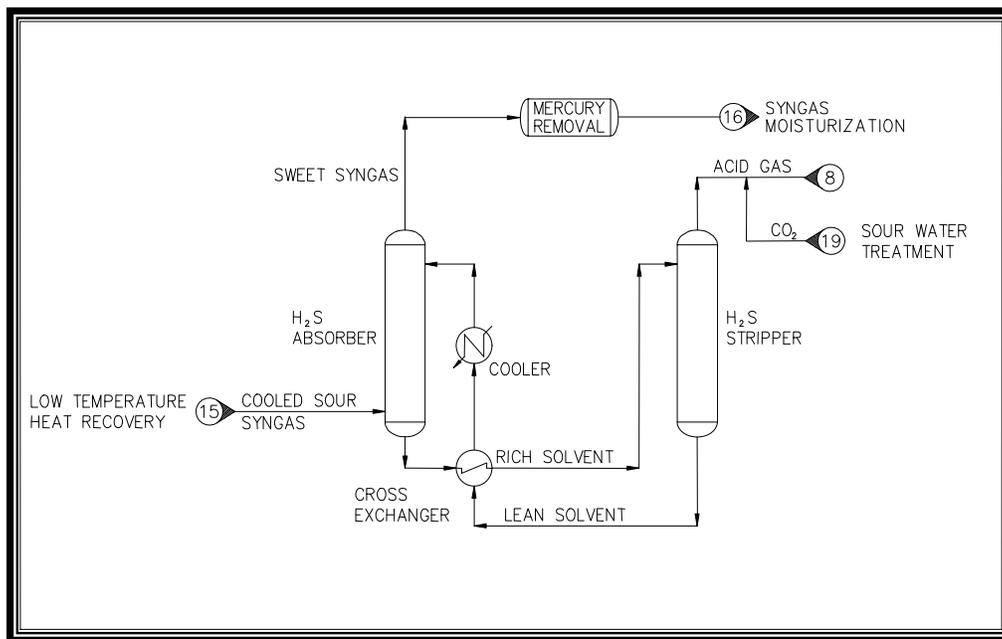 MERCURY
REMOVAL
16
SYNGAS
MOISTURIZATION
SWEET SYNGAS
ACID GAS
8
CO₂
19
SOUR WATER
TREATMENT
H₂S
ABSORBER
H₂S
STRIPPER
COOLER
LOW TEMPERATURE
HEAT RECOVERY
15
COOLED SOUR
SYNGAS
RICH SOLVENT
CROSS
EXCHANGER
LEAN SOLVENT